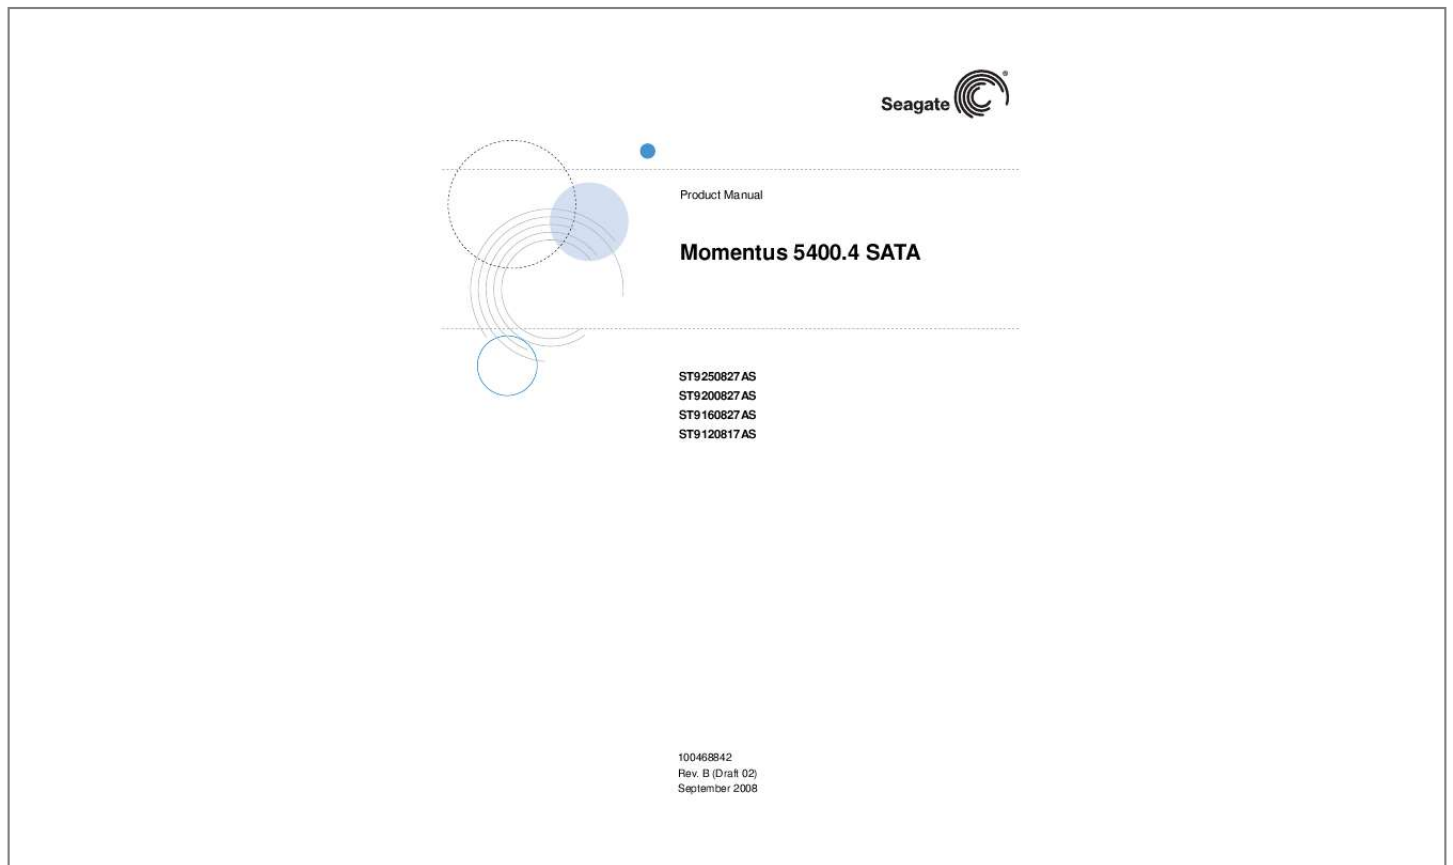 Seagate ®
Product Manual
Momentus 5400.4 SATA
ST9250827AS
ST9200827AS
ST9160827AS
ST9120817AS
100468842
Rev. B (Draft 02)
September 2008